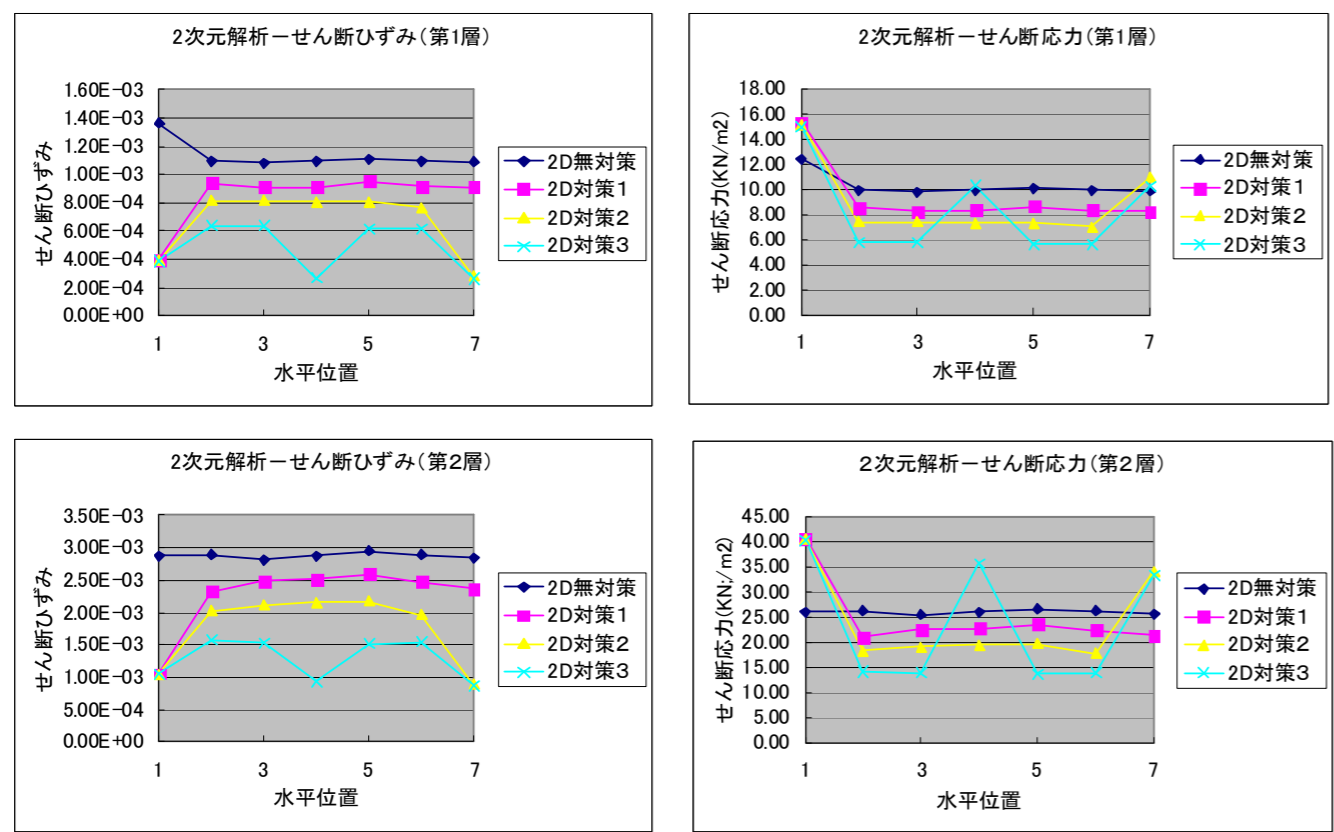 2次元解析－せん断ひずみ（第1層）
せん断ひずみ
1.60E-03
1.40E-03
1.20E-03
1.00E-03
8.00E-04
6.00E-04
4.00E-04
2.00E-04
0.00E+00
1 3 5 7
水平位置
2D無対策
2D対策1
2D対策2
2D対策3
2次元解析－せん断応力（第1層）
せん断応力(KN/m2)
18.00
16.00
14.00
12.00
10.00
8.00
6.00
4.00
2.00
0.00
1 3 5 7
水平位置
2D無対策
2D対策1
2D対策2
2D対策3
2次元解析－せん断ひずみ（第２層）
せん断ひずみ
3.50E-03
3.00E-03
2.50E-03
2.00E-03
1.50E-03
1.00E-03
5.00E-04
0.00E+00
1 3 5 7
水平位置
2D無対策
2D対策1
2D対策２
2D対策３
２次元解析－せん断応力（第２層）
せん断応力(KN;/m2)
45.00
40.00
35.00
30.00
25.00
20.00
15.00
10.00
5.00
0.00
1 3 5 7
水平位置
2D無対策
2D対策1
2D対策２
2D対策３